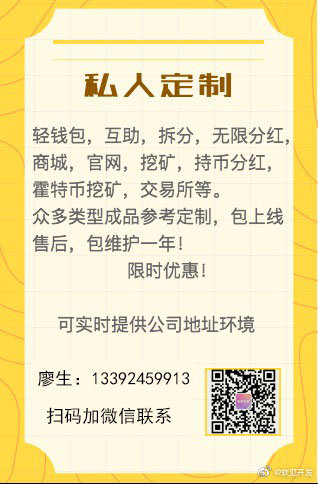 私人定制
轻钱包，互助，拆分，无限分红，
商城，官网，挖矿，持币分红，
霍特币挖矿，交易所等。
众多类型成品参考定制，包上线
售后，包维护一年！
限时优惠！
可实时提供公司地址环境
廖生：13392459913
扫码加微信联系
@软见开发